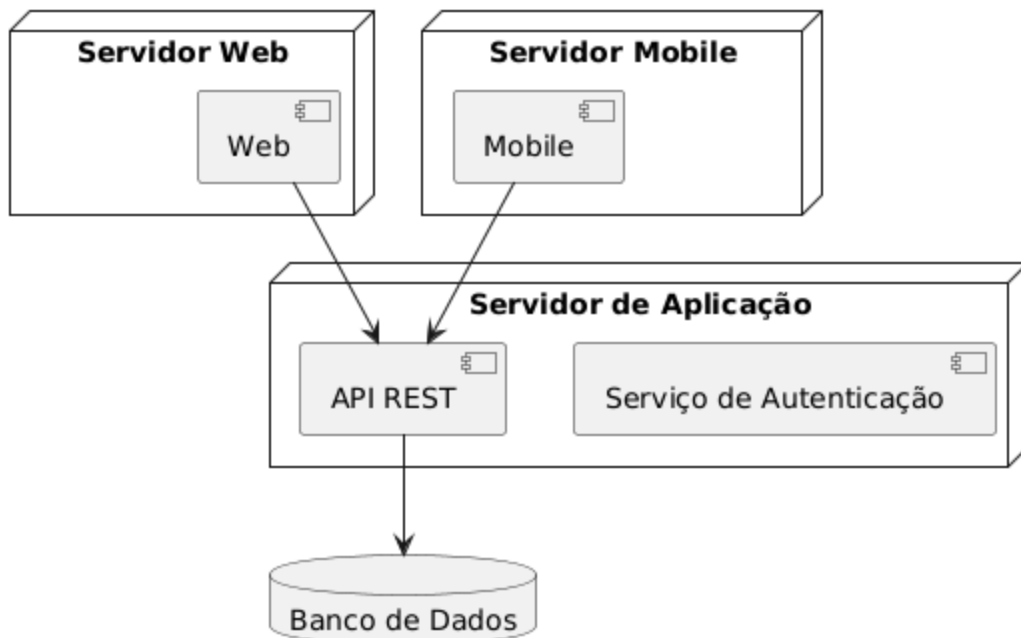 Servidor Web
Servidor Mobile
Web
Mobile
Servidor de Aplicação
API REST
Serviço de Autenticação
Banco de Dados